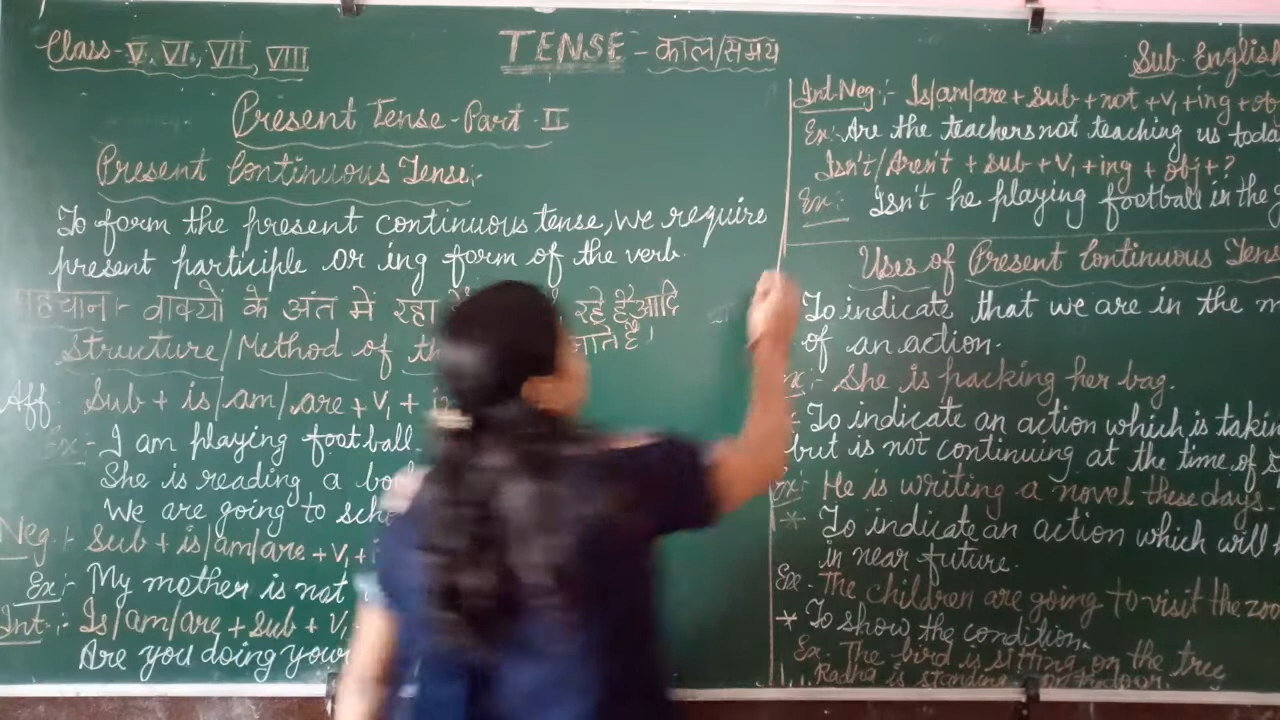 Class - V, VI, VII, VIII
TENSE - काल/समय
Sub. English
Present Tense - Part - II
Present Continuous Tense:-
To form the present continuous tense, we require
present participle or ing form of the verb.
पहचान:- वाक्यों के अंत में रहा रहे हैं आदि
जाते हैं।
Structure/Method of
Aff. Sub + is/am/are + V1 +
Ex:- I am playing football.
She is reading a
We are going to
Neg:- Sub + is/am/are + V1 +
Ex:- My mother is not
Int:- Is/am/are + Sub + V1
Are you doing
Int.Neg:- Is/am/are + sub + not + V1 + ing +
Ex:- Are the teachers not teaching us
Isn't/Aren't + sub + V1 + ing + obj + ?
Ex:- Isn't he playing football in the
Uses of Present Continuous
To indicate that we are in the
of an action.
Ex:- She is packing her bag.
To indicate an action which is
but is not continuing at the time of
Ex:- He is writing a novel these days.
* To indicate an action which will
in near future.
Ex- The children are going to visit the zoo
* To show the condition.
Ex. The bird is sitting on the tree
Radha is standing